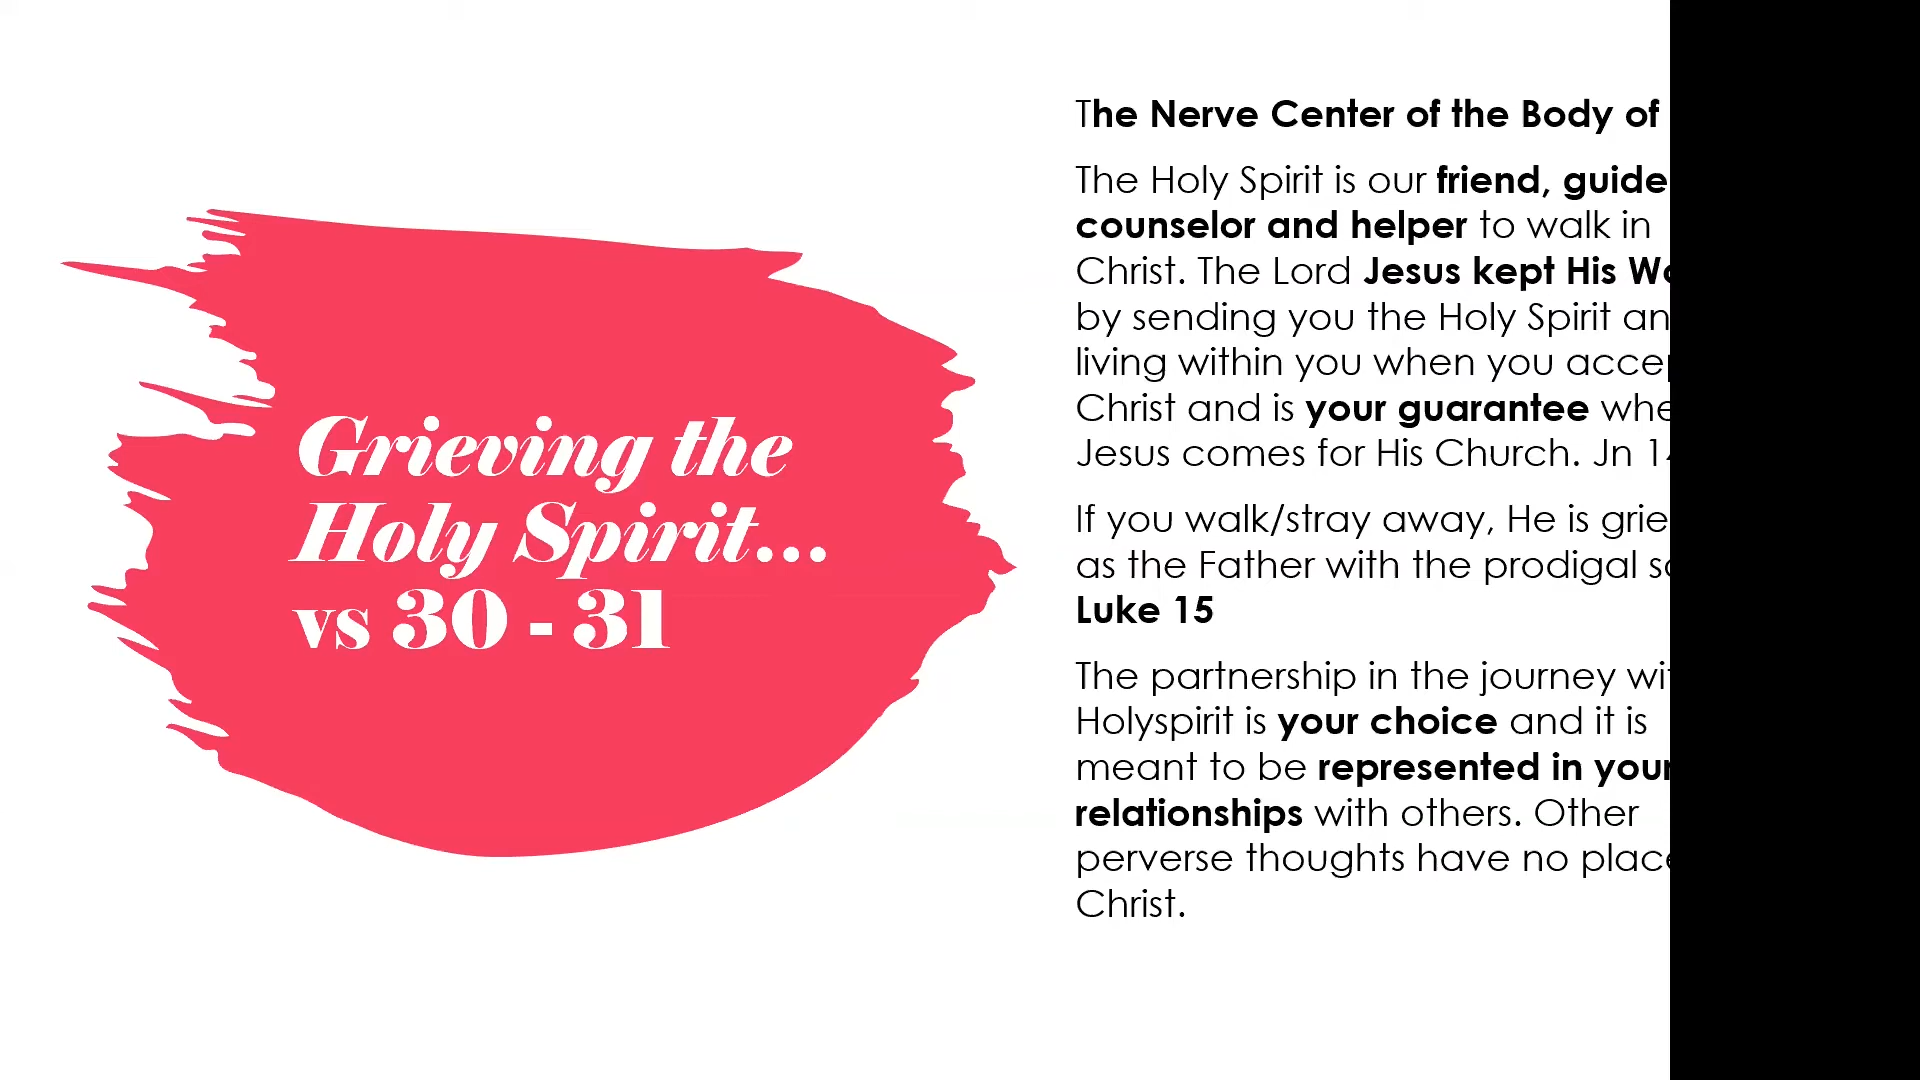 Grieving the
Holy Spirit...
vs 30 - 31
The Nerve Center of the Body of
The Holy Spirit is our friend, guide
counselor and helper to walk in
Christ. The Lord Jesus kept His
by sending you the Holy Spirit
living within you when you
Christ and is your guarantee
Jesus comes for His Church. Jn
If you walk/stray away, He is
as the Father with the prodigal
Luke 15
The partnership in the journey
Holyspirit is your choice and it is
meant to be represented in your
relationships with others. Other
perverse thoughts have no place
Christ.